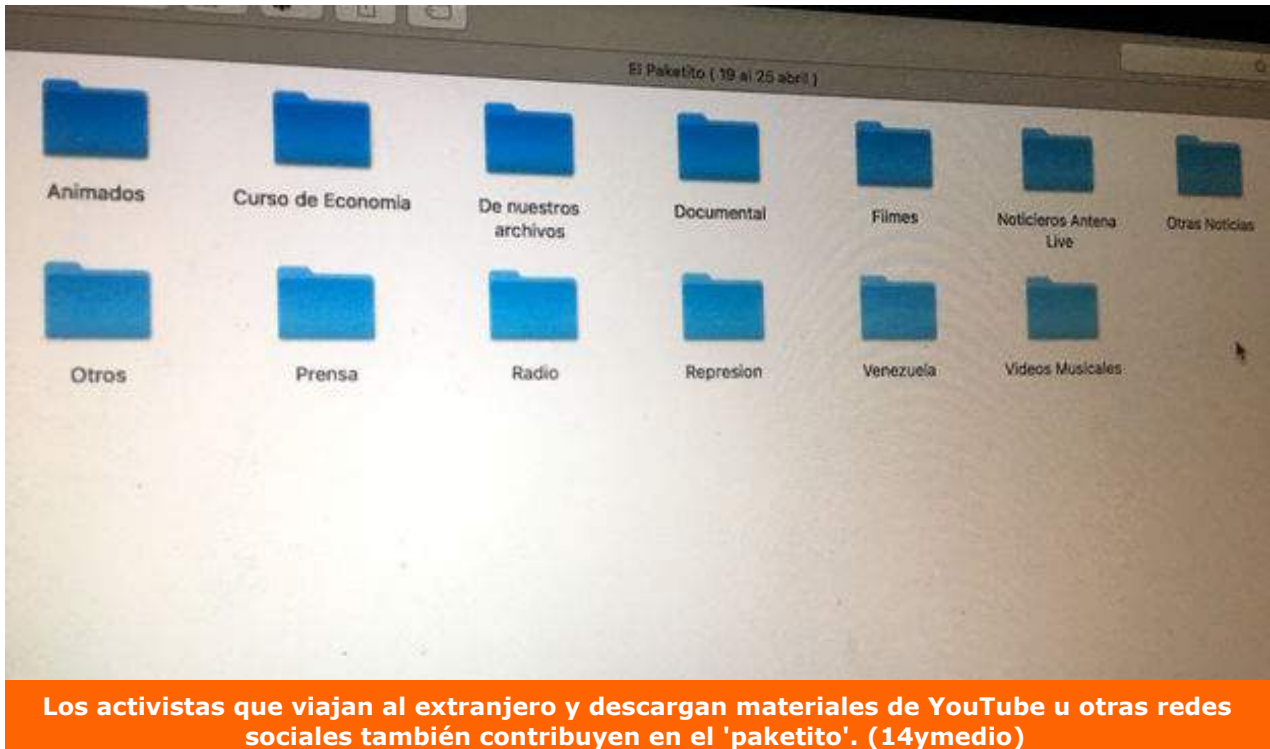 El Paketito ( 19 al 25 abril )
Animados
Curso de Economia
De nuestros
archivos
Documental
Filmes
Noticieros Antena
Live
Otras Noticias
Otros
Prensa
Radio
Represion
Venezuela
Videos Musicales
Los activistas que viajan al extranjero y descargan materiales de YouTube u otras redes
sociales también contribuyen en el 'paketito'. (14ymedio)